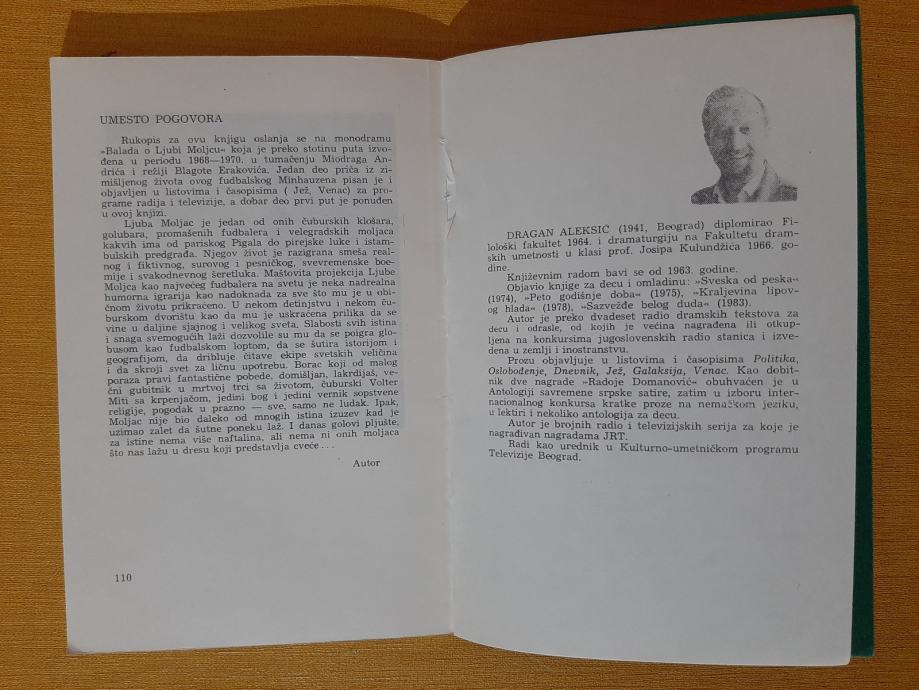 UMESTO POGOVORA
Rukopis za ovu knjigu oslanja se na monodramu
»Balada o Ljubi Moljcu« koja je preko stotinu puta izvo-
đena u periodu 1968—1970. u tumačenju Miodraga An-
drića i režiji Blagote Erakovića. Jedan deo priča iz iz-
mišljenog života ovog fudbalskog Minhauzena pisan je i
objavljen u listovima i časopisima ( Jež, Venac) za pro-
grame radija i televizije, a dobar deo prvi put je ponuđen
u ovoj knjizi.
Ljuba Moljac je jedan od onih čuburskih klošara,
golubara, promašenih fudbalera i velegradskih moljaca
kakvih ima od pariskog Pigala do pirejske luke i istam-
bulskih predgrađa. Njegov život je razigrana smeša real-
nog i fiktivnog, surovog i pesničkog, svevremenske boe-
mije i svakodnevnog šeretluka. Maštovita projekcija Ljube
Moljca kao najvećeg fudbalera na svetu je neka nadrealna
humorna igrarija kao nadoknada za sve što mu je u obi-
čnom životu prikraćeno. U nekom detinjstvu i nekom ču-
burskom dvorištu kao da mu je uskraćena prilika da se
vine u daljine sjajnog i velikog sveta. Slabosti svih istina
i snaga svemogućih laži dozvolile su mu da se poigra glo-
busom kao fudbalskom loptom, da se šutira istorijom i
geografijom, da dribluje čitave ekipe svetskih veličina
i da skroji svet za ličnu upotrebu. Borac koji od malog
poraza pravi fantastične pobede, domišljan, lakrdijaš, ve-
čni gubitnik u mrtvoj trci sa životom, čuburski Volter
Miti sa krpenjačom, jedini bog i jedini vernik sopstvene
religije, pogodak u prazno — sve, samo ne luđak. Ipak,
Moljac nije bio daleko od mnogih istina izuzev kad je
uzimao zalet da šutne poneku laž. I danas golovi pljušte,
za istine nema više naftalina, ali nema ni onih moljaca
što nas lažu u dresu koji predstavlja cveće . . .
Autor
110
DRAGAN ALEKSIĆ (1941, Beograd) diplomirao Fi-
lološki fakultet 1964. i dramaturgiju na Fakultetu dram-
skih umetnosti u klasi prof. Josipa Kulundžića 1966. go-
dine.
Književnim radom bavi se od 1963. godine.
Objavio knjige za decu i omladinu: »Sveska od peska«
(1974), »Peto godišnje doba« (1975), »Kraljevina lipov-
og hlada« (1978), »Sazvežđe belog duda« (1983).
Autor je preko dvadeset radio dramskih tekstova za
decu i odrasle, od kojih je većina nagrađena ili otkup-
ljena na konkursima jugoslovenskih radio stanica i izve-
đena u zemlji i inostranstvu.
Prozu objavljuje u listovima i časopisima Politika,
Oslobođenje, Dnevnik, Jež, Galaksija, Venac. Kao dobit-
nik dve nagrade »Radoje Domanović« obuhvaćen je u
Antologiji savremene srpske satire, zatim u izboru inter-
nacionalnog konkursa kratke proze na nemačkom jeziku,
u lektiri i nekoliko antologija za decu.
Autor je brojnih radio i televizijskih serija za koje je
nagrađivan nagradama JRT.
Radi kao urednik u Kulturno-umetničkom programu
Televizije Beograd.